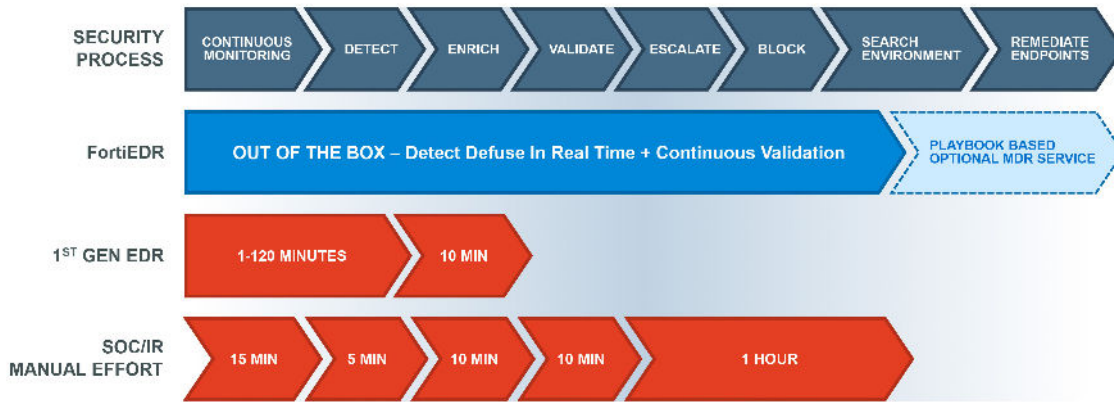 SECURITY
PROCESS
CONTINUOUS
MONITORING
DETECT
ENRICH
VALIDATE
ESCALATE
BLOCK
SEARCH
ENVIRONMENT
REMEDIATE
ENDPOINTS
FortiEDR
OUT OF THE BOX – Detect Defuse In Real Time + Continuous Validation
PLAYBOOK BASED
OPTIONAL MDR SERVICE
1ST GEN EDR
1-120 MINUTES
10 MIN
SOC/IR
MANUAL EFFORT
15 MIN
5 MIN
10 MIN
10 MIN
1 HOUR